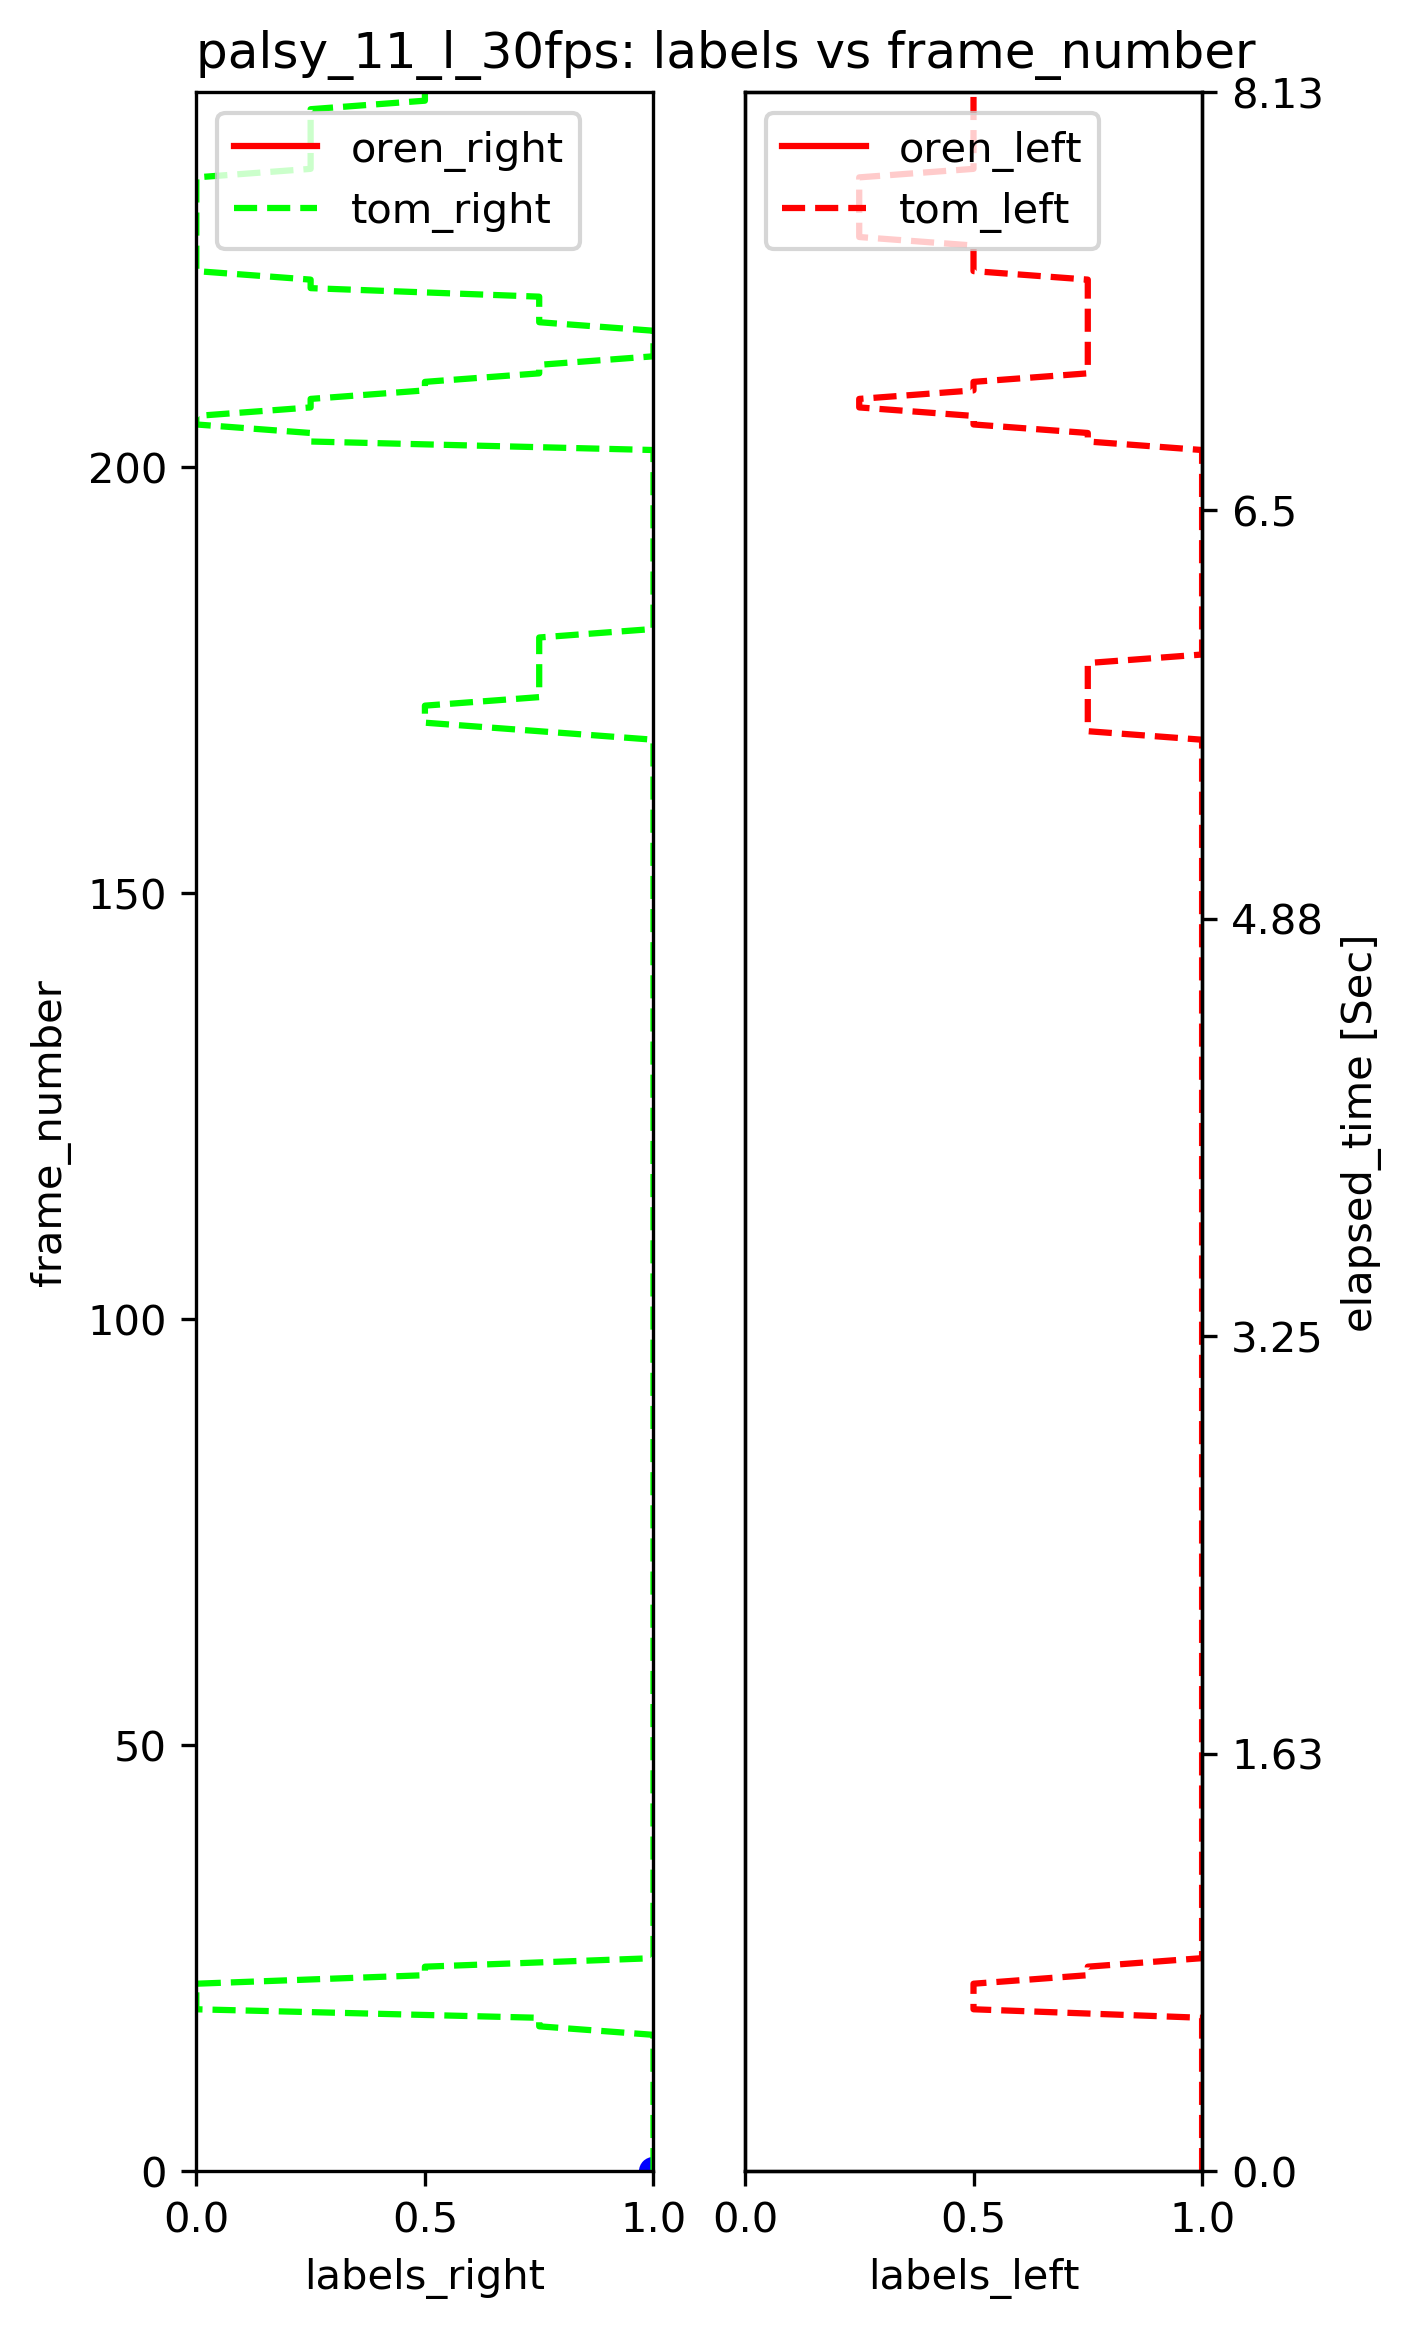 palsy_11_l_30fps: labels vs frame_number
oren_right
tom_right
oren_left
tom_left
8.13
200
6.5
150
4.88
frame_number
elapsed_time [Sec]
100
3.25
50
1.63
0
0.0
0.0 0.5 1.0 0.0 0.5 1.0
labels_right
labels_left